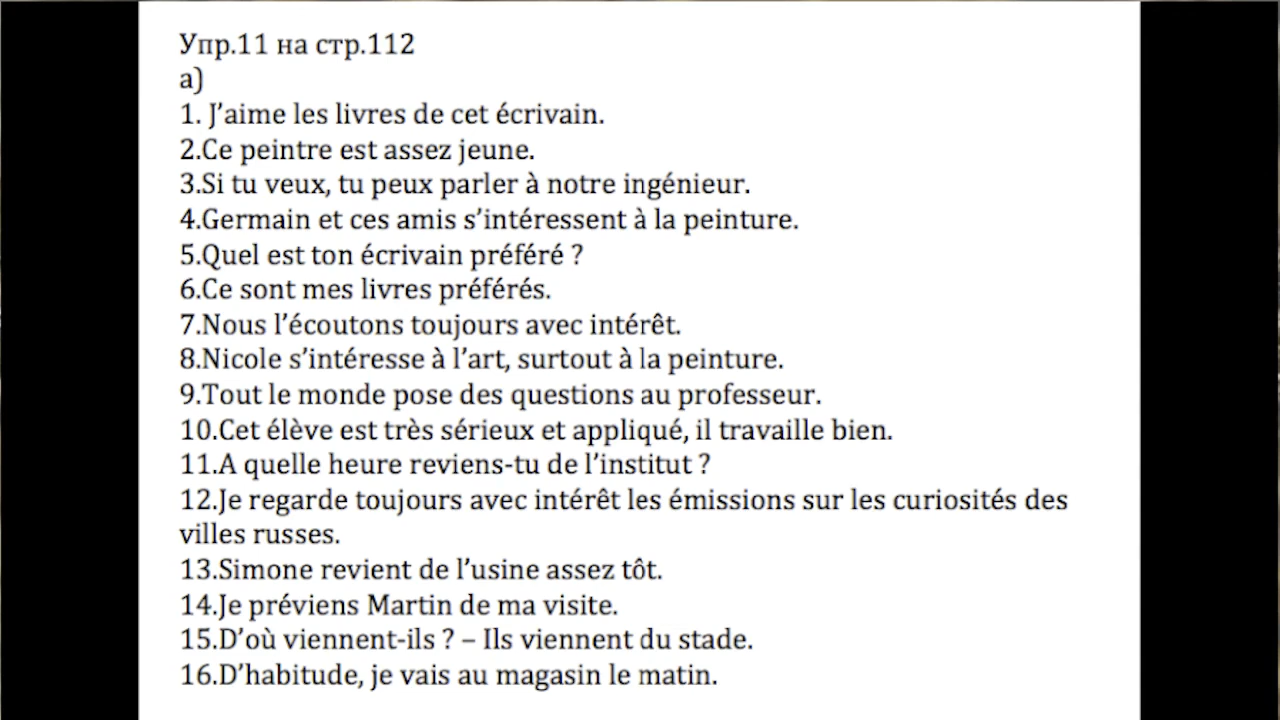 Упр.11 на стр.112
а)
1. J’aime les livres de cet écrivain.
2.Ce peintre est assez jeune.
3.Si tu veux, tu peux parler à notre ingénieur.
4.Germain et ces amis s’intéressent à la peinture.
5.Quel est ton écrivain préféré ?
6.Ce sont mes livres préférés.
7.Nous l’écoutons toujours avec intérêt.
8.Nicole s’intéresse à l’art, surtout à la peinture.
9.Tout le monde pose des questions au professeur.
10.Cet élève est très sérieux et appliqué, il travaille bien.
11.A quelle heure reviens-tu de l’institut ?
12.Je regarde toujours avec intérêt les émissions sur les curiosités des
villes russes.
13.Simone revient de l’usine assez tôt.
14.Je préviens Martin de ma visite.
15.D’où viennent-ils ? – Ils viennent du stade.
16.D’habitude, je vais au magasin le matin.